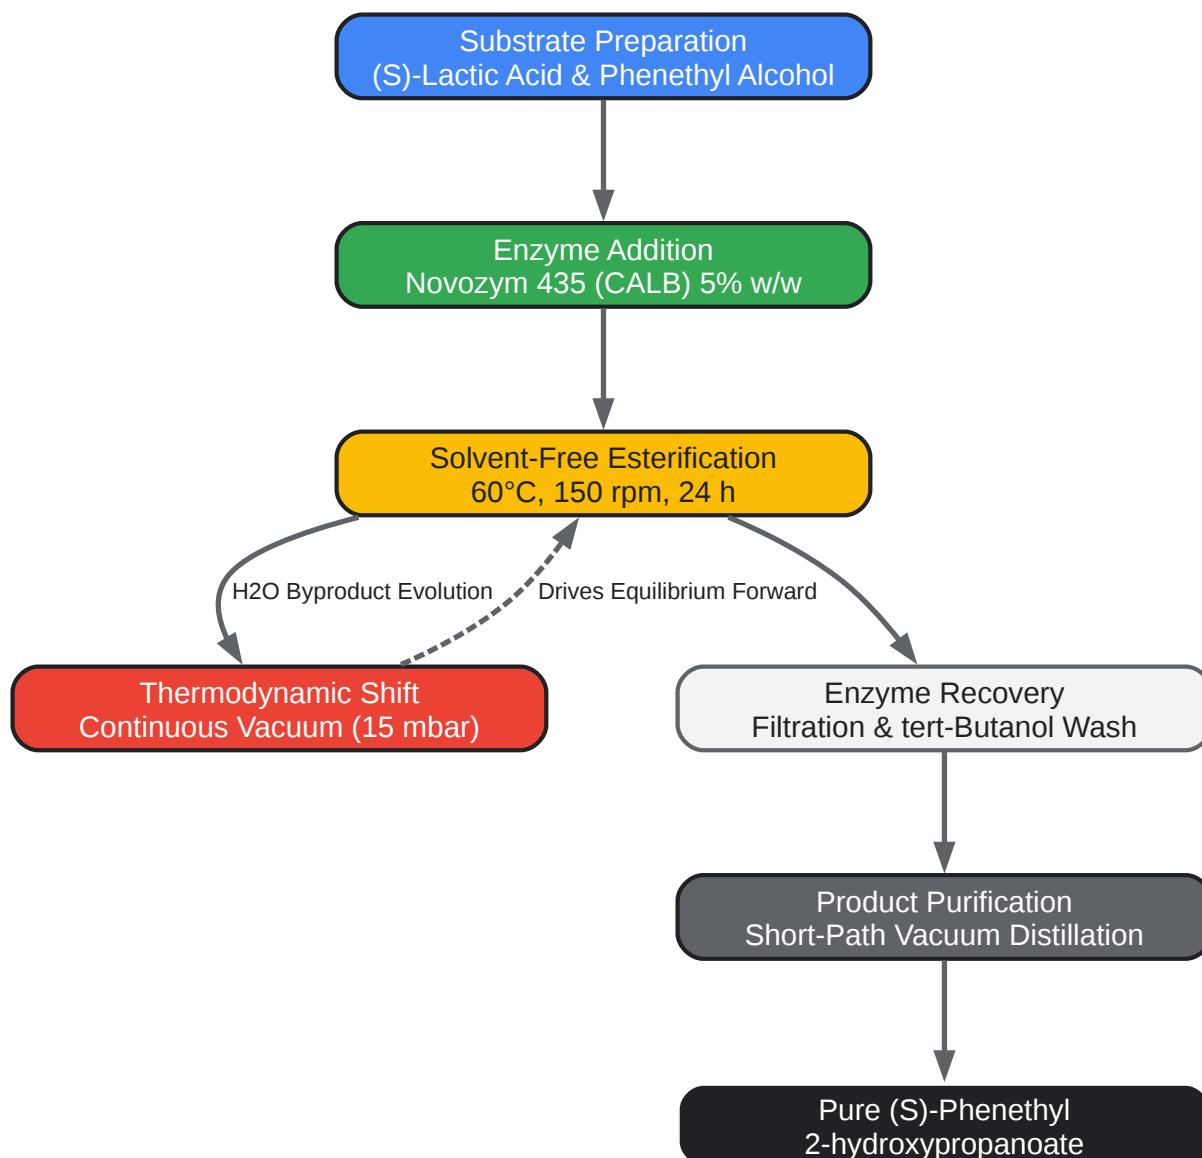 Substrate Preparation
(S)-Lactic Acid & Phenethyl Alcohol
Enzyme Addition
Novozym 435 (CALB) 5% w/w
Solvent-Free Esterification
60°C, 150 rpm, 24 h
H2O Byproduct Evolution
Drives Equilibrium Forward
Thermodynamic Shift
Continuous Vacuum (15 mbar)
Enzyme Recovery
Filtration & tert-Butanol Wash
Product Purification
Short-Path Vacuum Distillation
Pure (S)-Phenethyl
2-hydroxypropanoate